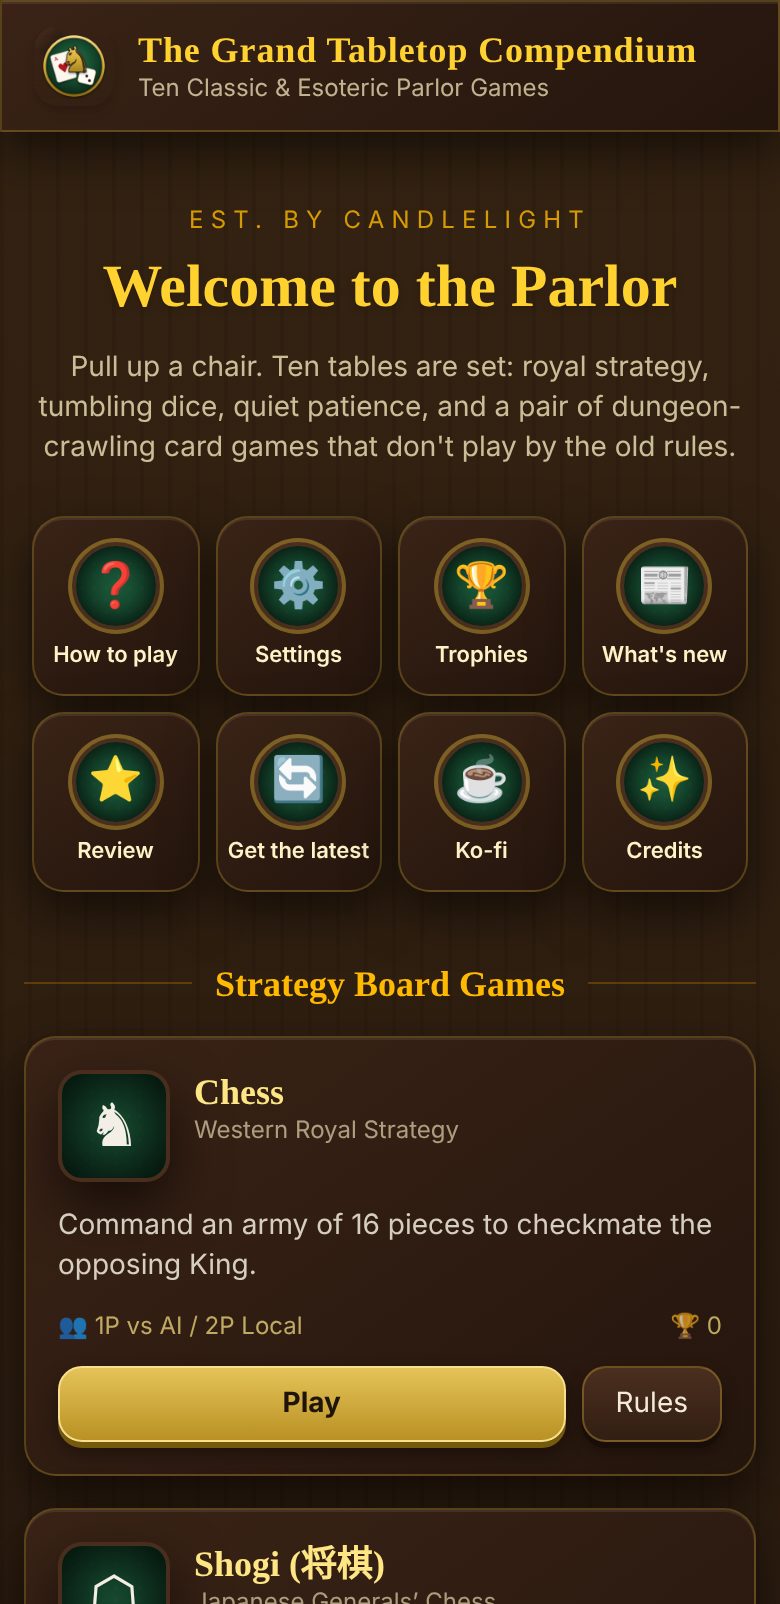 The Grand Tabletop Compendium
Ten Classic & Esoteric Parlor Games
EST. BY CANDLELIGHT
Welcome to the Parlor
Pull up a chair. Ten tables are set: royal strategy,
tumbling dice, quiet patience, and a pair of dungeon-
crawling card games that don't play by the old rules.
How to play
Settings
Trophies
What's new
Review
Get the latest
Ko-fi
Credits
Strategy Board Games
Chess
Western Royal Strategy
Command an army of 16 pieces to checkmate the
opposing King.
1P vs AI / 2P Local
0
Play
Rules
Shogi (将棋)
Japanese Generals’ Chess